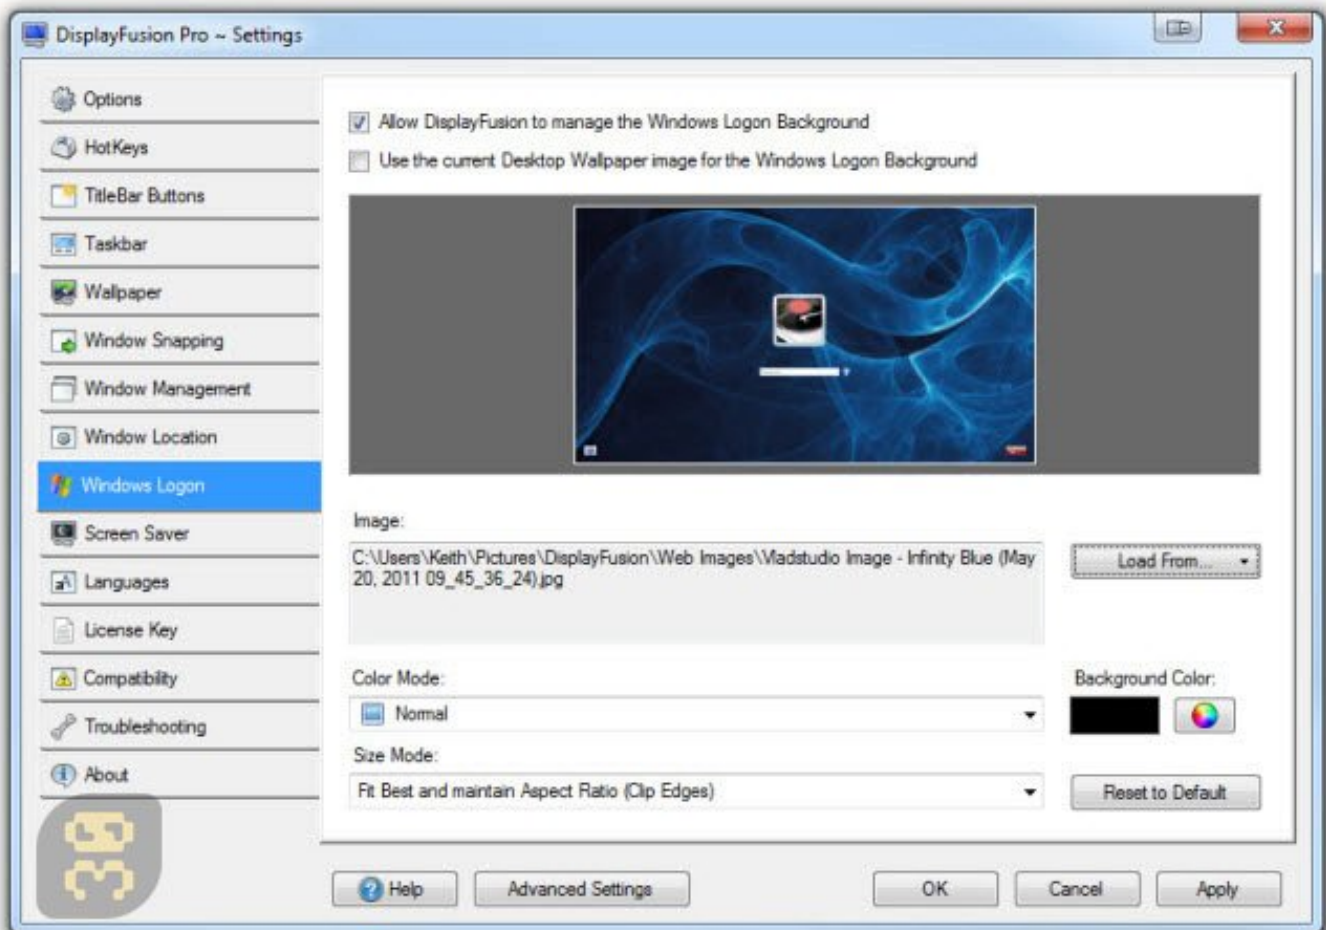 DisplayFusion Pro ~ Settings
Options
HotKeys
TitleBar Buttons
Taskbar
Wallpaper
Window Snapping
Window Management
Window Location
Windows Logon
Screen Saver
Languages
License Key
Compatibility
Troubleshooting
About
Allow DisplayFusion to manage the Windows Logon Background
Use the current Desktop Wallpaper image for the Windows Logon Background
Image:
C:\Users\Keith\Pictures\DisplayFusion\Web Images\Vladstudio Image - Infinity Blue (May
20, 2011 09_45_36_24).jpg
Load From...
Color Mode:
Normal
Background Color:
Size Mode:
Fit Best and maintain Aspect Ratio (Clip Edges)
Reset to Default
Help
Advanced Settings
OK
Cancel
Apply